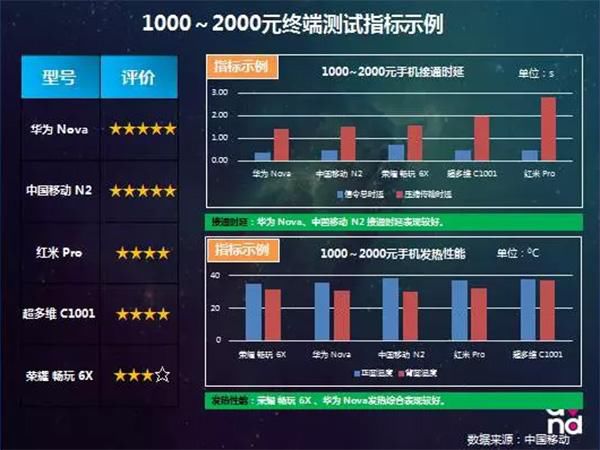 1000～2000元终端测试指标示例
型号 评价
华为 Nova ★★★★★
中国移动 N2 ★★★★★
红米 Pro ★★★★
超多维 C1001 ★★★★
荣耀 畅玩 6X ★★★☆
指标示例
1000~2000元手机接通时延 单位：s
3.00
2.00
1.00
0.00
华为 Nova 中国移动 N2 荣耀 畅玩 6X 超多维 C1001 红米 Pro
信令总时延 压缩传输时延
接通时延：华为 Nova、中国移动 N2 接通时延表现较好。
指标示例
1000~2000元手机发热性能 单位：⁰C
40
20
0
荣耀 畅玩 6X 华为 Nova 中国移动 N2 红米 Pro 超多维 C1001
正面温度 背面温度
发热性能：荣耀 畅玩 6X 、华为 Nova发热综合表现较好。
and
数据来源：中国移动